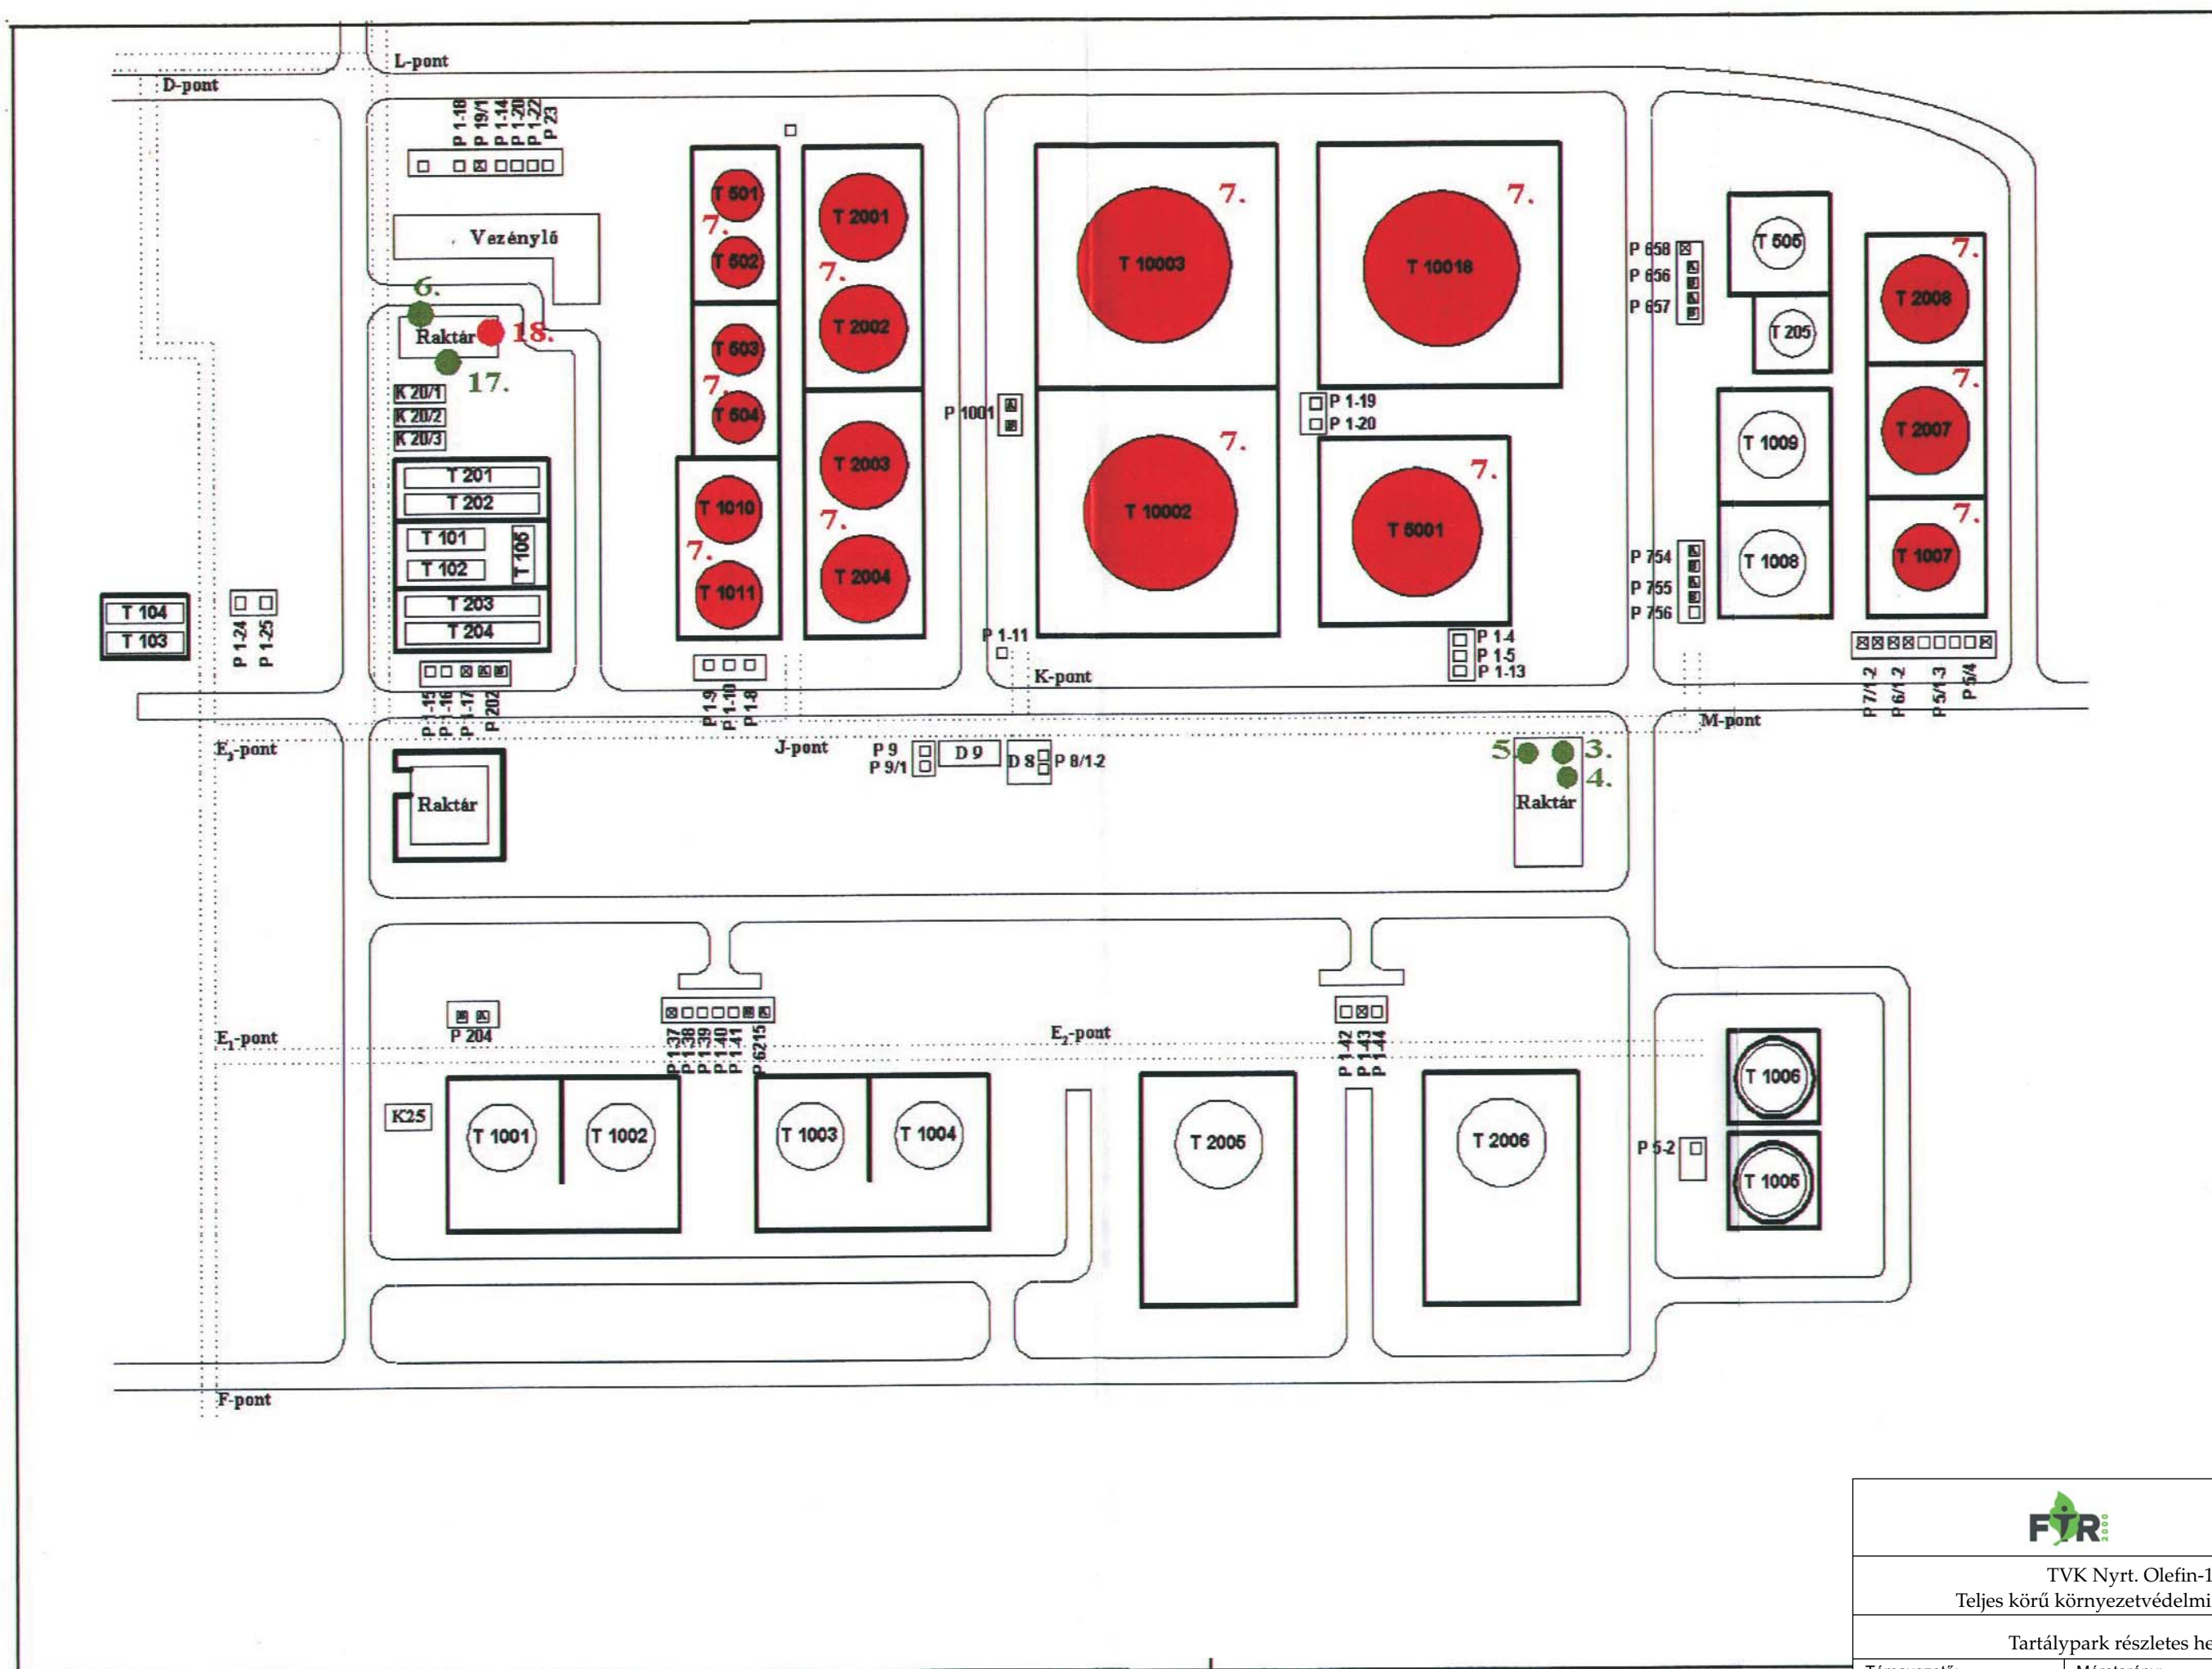 L-pont
D-pont
P 1-18
P 19/1
P 1-14
P 1-20
P 1-22
P 23
Vezénylő
6.
Raktár
18.
17.
K 20/1
K 20/2
K 20/3
T 201
T 202
T 101
T 102
T 105
T 203
T 204
T 104
T 103
P 1-24
P 1-25
P 1-15
P 1-16
P 1-17
P 202
T 501
7.
T 502
T 503
7.
T 504
T 1010
7.
T 1011
T 2001
7.
T 2002
T 2003
7.
T 2004
P 1-9
P 1-10
P 1-8
T 10003
7.
T 10018
7.
P 1001
P 1-19
P 1-20
T 10002
7.
T 5001
7.
P 1-11
K-pont
P 1-4
P 1-5
P 1-13
P 658
P 656
P 657
T 505
T 205
T 2008
7.
T 1009
T 2007
7.
P 754
P 755
P 756
T 1008
T 1007
7.
P 7/1-2
P 6/1-2
P 5/1-3
P 5/4
M-pont
E3-pont
J-pont
P 9
P 9/1
D 9
D 8
P 8/1-2
5.
3.
4.
Raktár
Raktár
E1-pont
P 204
P 1-37
P 1-38
P 1-39
P 1-40
P 1-41
P 6215
E2-pont
P 1-42
P 1-43
P 1-44
K25
T 1001
T 1002
T 1003
T 1004
T 2005
T 2006
T 1006
P 5-2
T 1005
F-pont
FTR
2000
TVK Nyrt. Olefin-1
Teljes körű környezetvédelmi
Tartálypark részletes he